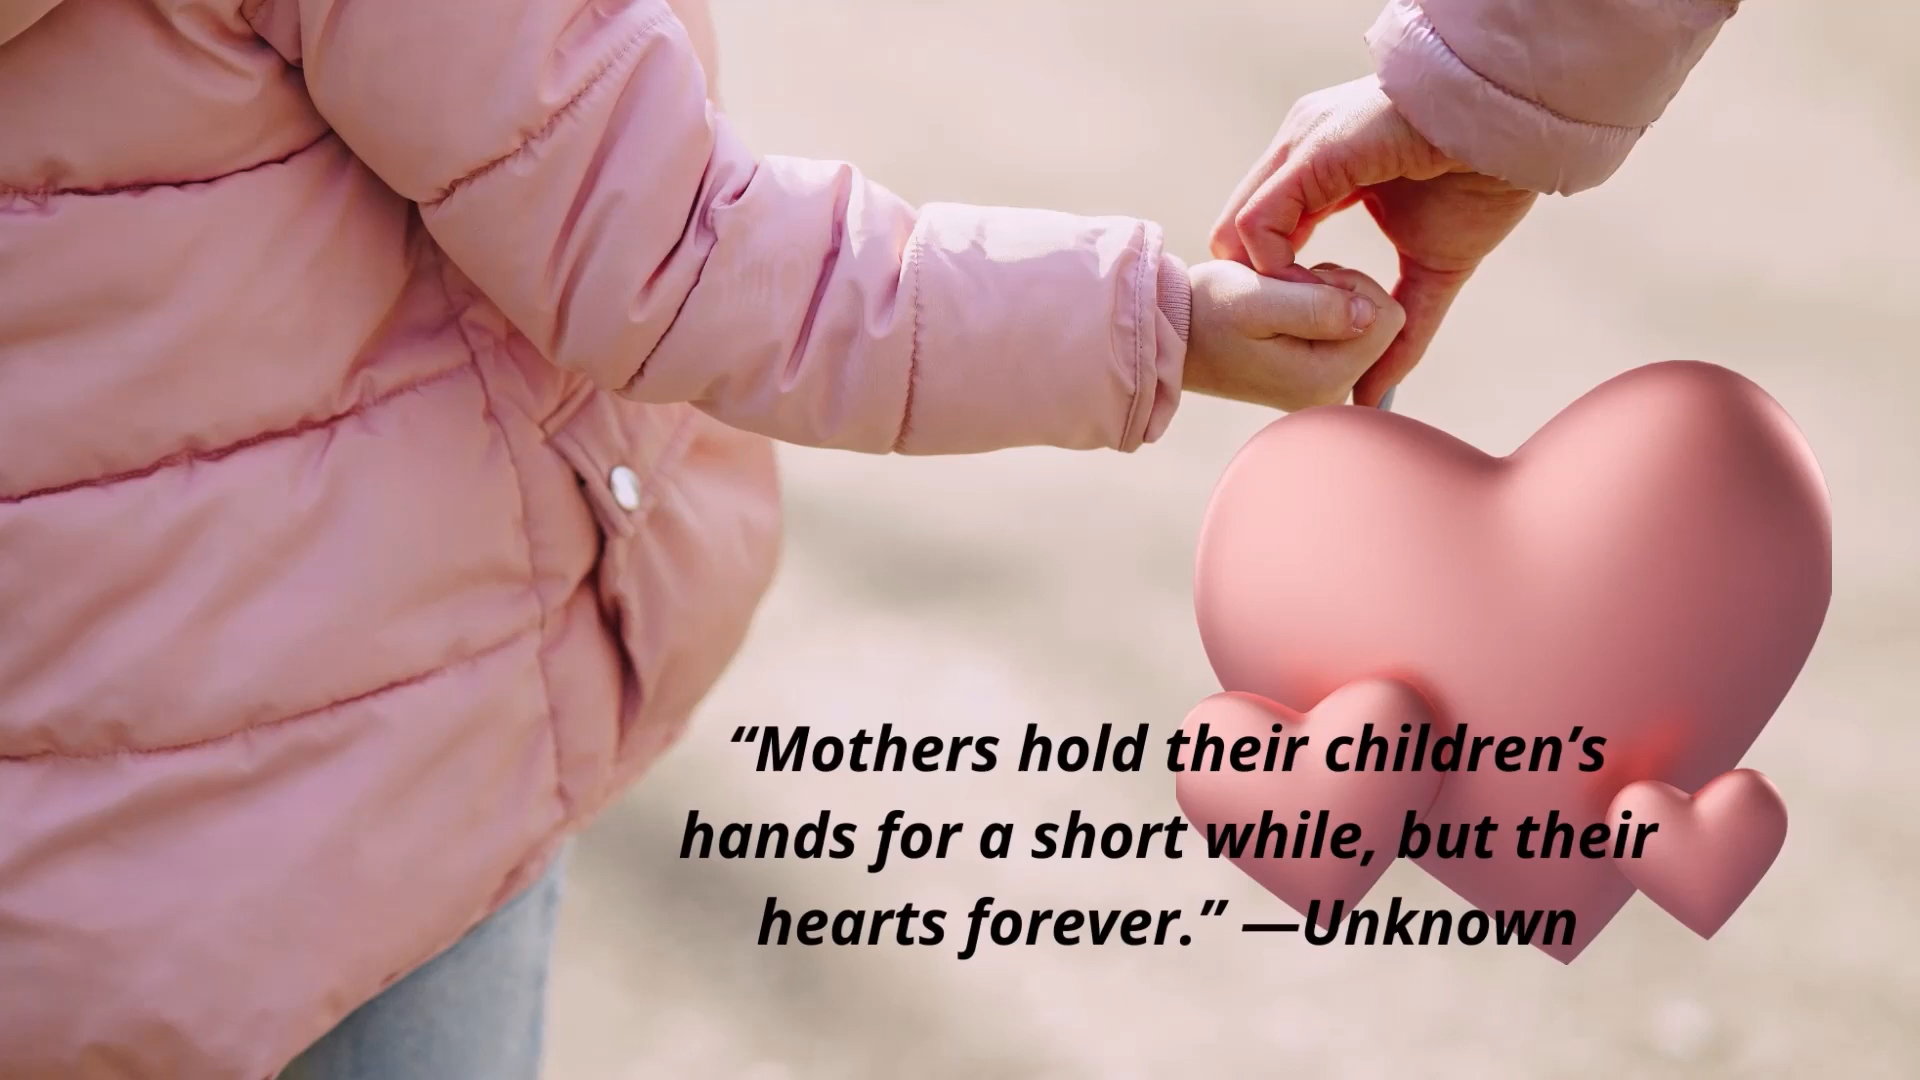 “Mothers hold their children’s
hands for a short while, but their
hearts forever.” —Unknown